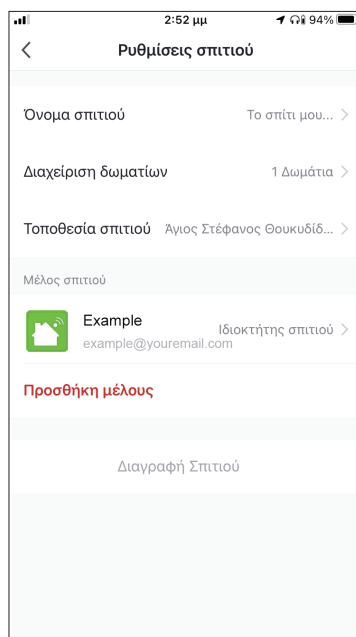 2:52 μμ
94%
Ρυθμίσεις σπιτιού
Όνομα σπιτιού Το σπίτι μου...
Διαχείριση δωματίων 1 Δωμάτια
Τοποθεσία σπιτιού Άγιος Στέφανος Θουκυδίδ...
Μέλος σπιτιού
Example Ιδιοκτήτης σπιτιού
example@youremail.com
Προσθήκη μέλους
Διαγραφή Σπιτιού